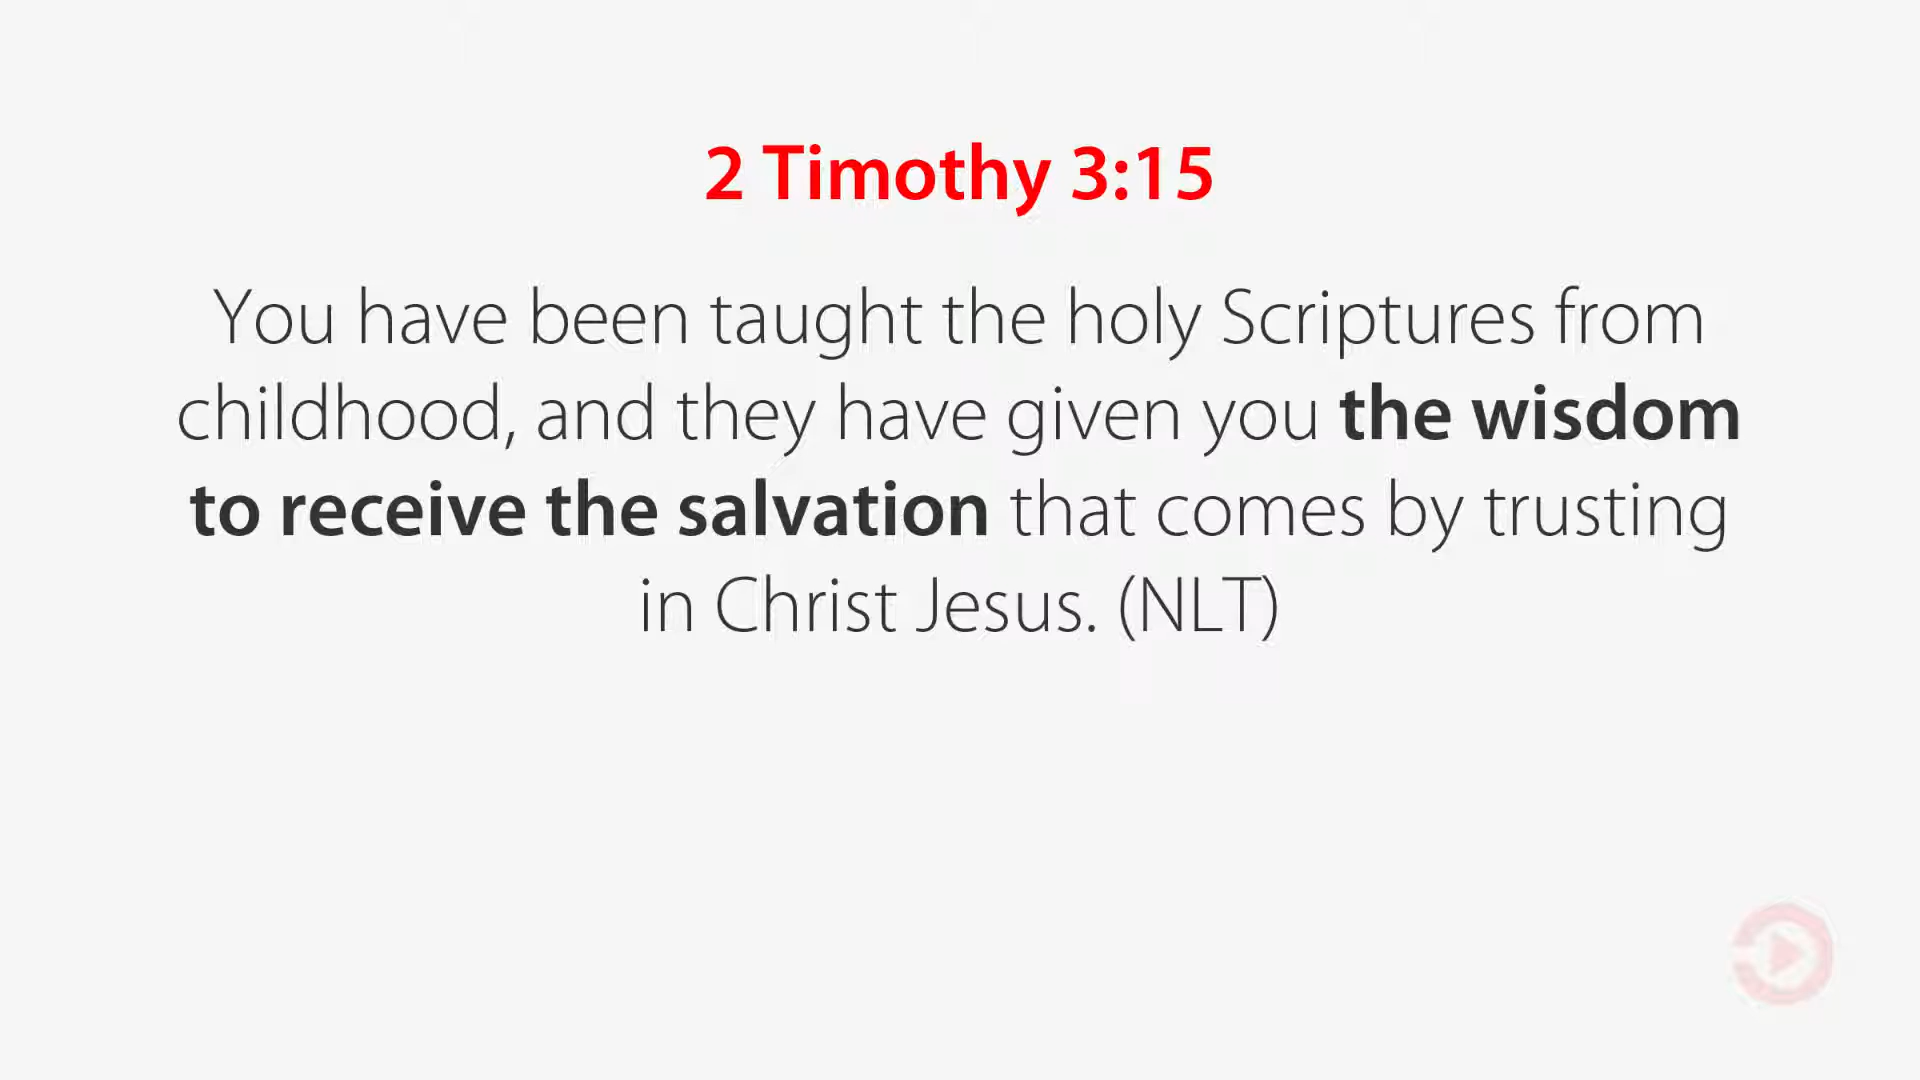 2 Timothy 3:15
You have been taught the holy Scriptures from
childhood, and they have given you the wisdom
to receive the salvation that comes by trusting
in Christ Jesus. (NLT)